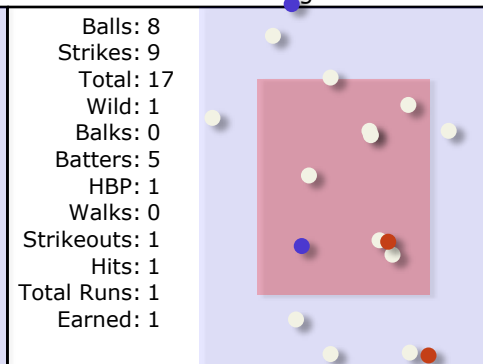 Balls: 8
Strikes: 9
Total: 17
Wild: 1
Balks: 0
Batters: 5
HBP: 1
Walks: 0
Strikeouts: 1
Hits: 1
Total Runs: 1
Earned: 1